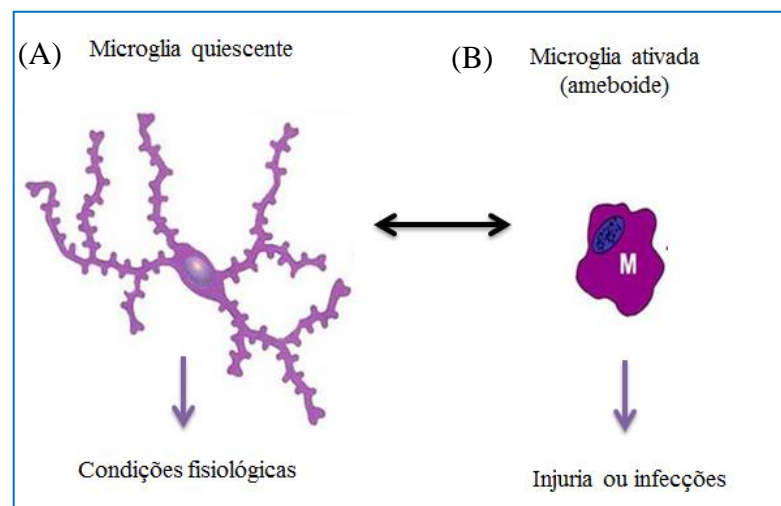 (A) Microglia quiescente
(B) Microglia ativada
(ameboide)
M
Condições fisiológicas
Injuria ou infecções